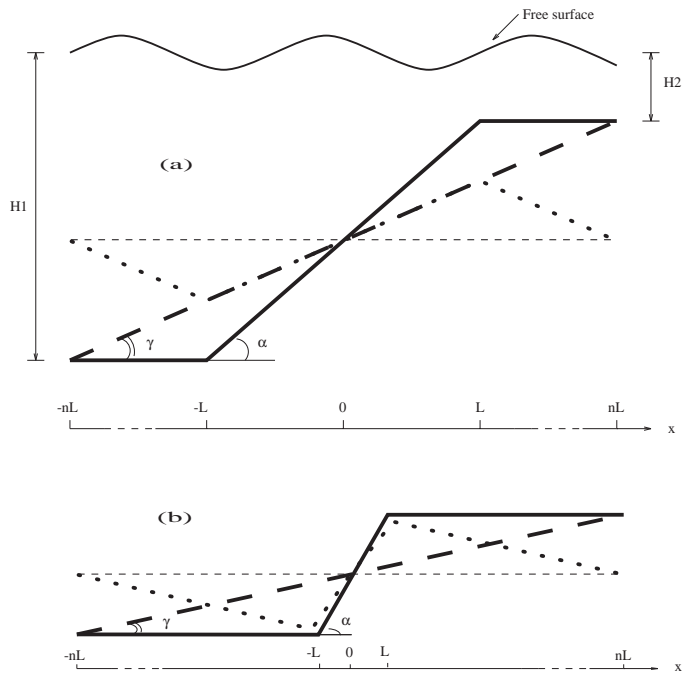 Free surface
H2
(a)
H1
γ
α
-nL
-L
0
L
nL
x
(b)
γ
α
-nL
-L
0
L
nL
x